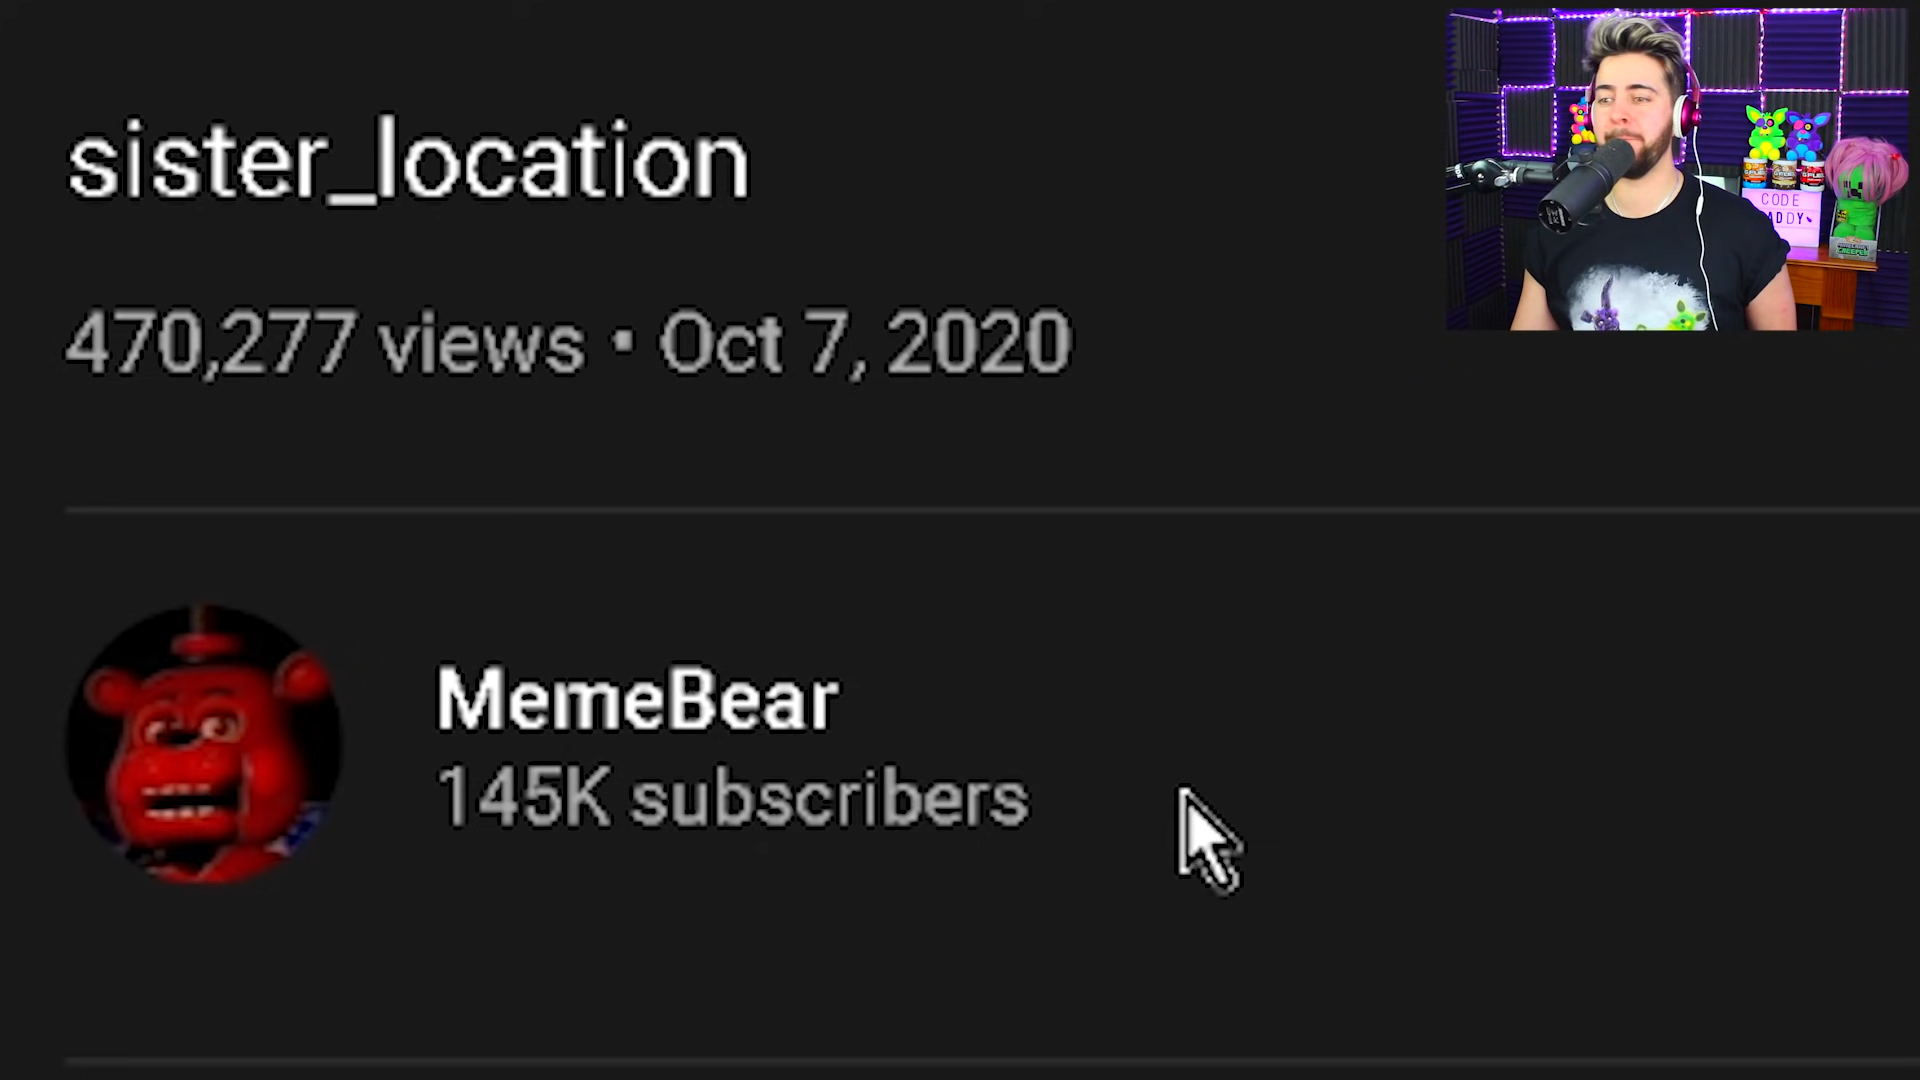 sister_location
470,277 views • Oct 7, 2020
MemeBear
145K subscribers
CODE
ADDY